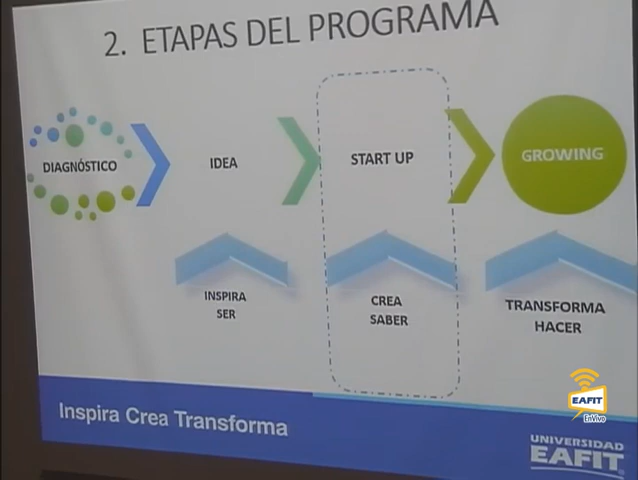 2. ETAPAS DEL PROGRAMA
DIAGNÓSTICO
IDEA
START UP
GROWING
INSPIRA
SER
CREA
SABER
TRANSFORMA
HACER
Inspira Crea Transforma
EAFIT
EnVivo
UNIVERSIDAD
EAFIT